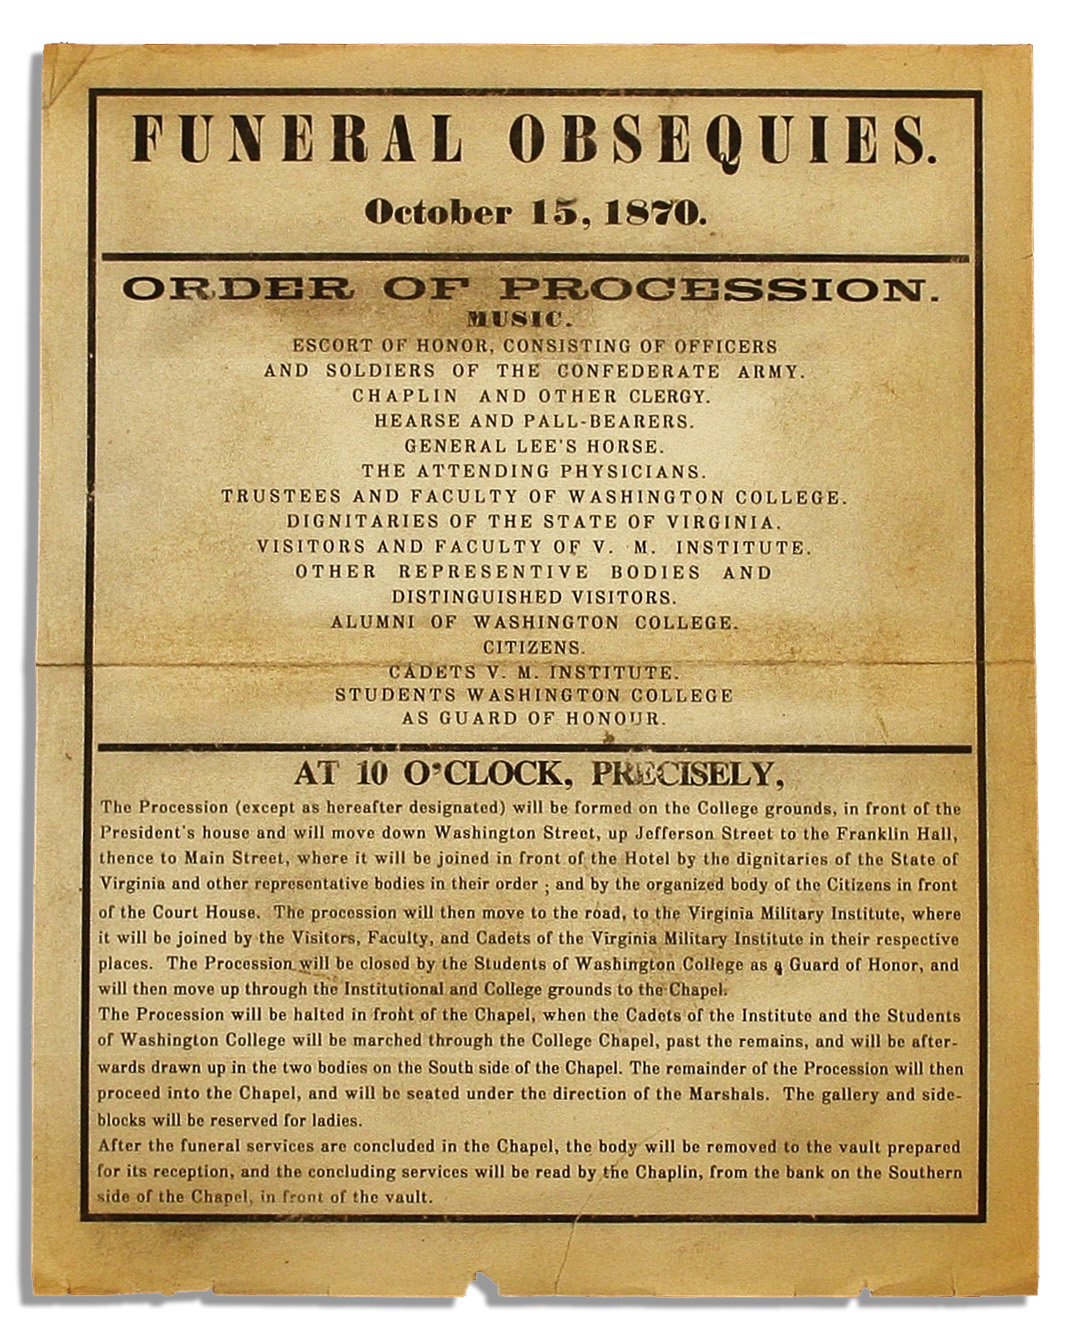 FUNERAL OBSEQUIES.
October 15, 1870.
ORDER OF PROCESSION.
MUSIC.
ESCORT OF HONOR, CONSISTING OF OFFICERS
AND SOLDIERS OF THE CONFEDERATE ARMY.
CHAPLIN AND OTHER CLERGY.
HEARSE AND PALL-BEARERS.
GENERAL LEE'S HORSE.
THE ATTENDING PHYSICIANS.
TRUSTEES AND FACULTY OF WASHINGTON COLLEGE.
DIGNITARIES OF THE STATE OF VIRGINIA.
VISITORS AND FACULTY OF V. M. INSTITUTE.
OTHER REPRESENTIVE BODIES AND
DISTINGUISHED VISITORS.
ALUMNI OF WASHINGTON COLLEGE.
CITIZENS.
CADETS V. M. INSTITUTE.
STUDENTS WASHINGTON COLLEGE
AS GUARD OF HONOUR.
AT 10 O'CLOCK, PRECISELY,
The Procession (except as hereafter designated) will be formed on the College grounds, in front of the
President's house and will move down Washington Street, up Jefferson Street to the Franklin Hall,
thence to Main Street, where it will be joined in front of the Hotel by the dignitaries of the State of
Virginia and other representative bodies in their order ; and by the organized body of the Citizens in front
of the Court House. The procession will then move to the road, to the Virginia Military Institute, where
it will be joined by the Visitors, Faculty, and Cadets of the Virginia Military Institute in their respective
places. The Procession will be closed by the Students of Washington College as a Guard of Honor, and
will then move up through the Institutional and College grounds to the Chapel.
The Procession will be halted in front of the Chapel, when the Cadets of the Institute and the Students
of Washington College will be marched through the College Chapel, past the remains, and will be after-
wards drawn up in the two bodies on the South side of the Chapel. The remainder of the Procession will then
proceed into the Chapel, and will be seated under the direction of the Marshals. The gallery and side-
blocks will be reserved for ladies.
After the funeral services are concluded in the Chapel, the body will be removed to the vault prepared
for its reception, and the concluding services will be read by the Chaplin, from the bank on the Southern
side of the Chapel, in front of the vault.